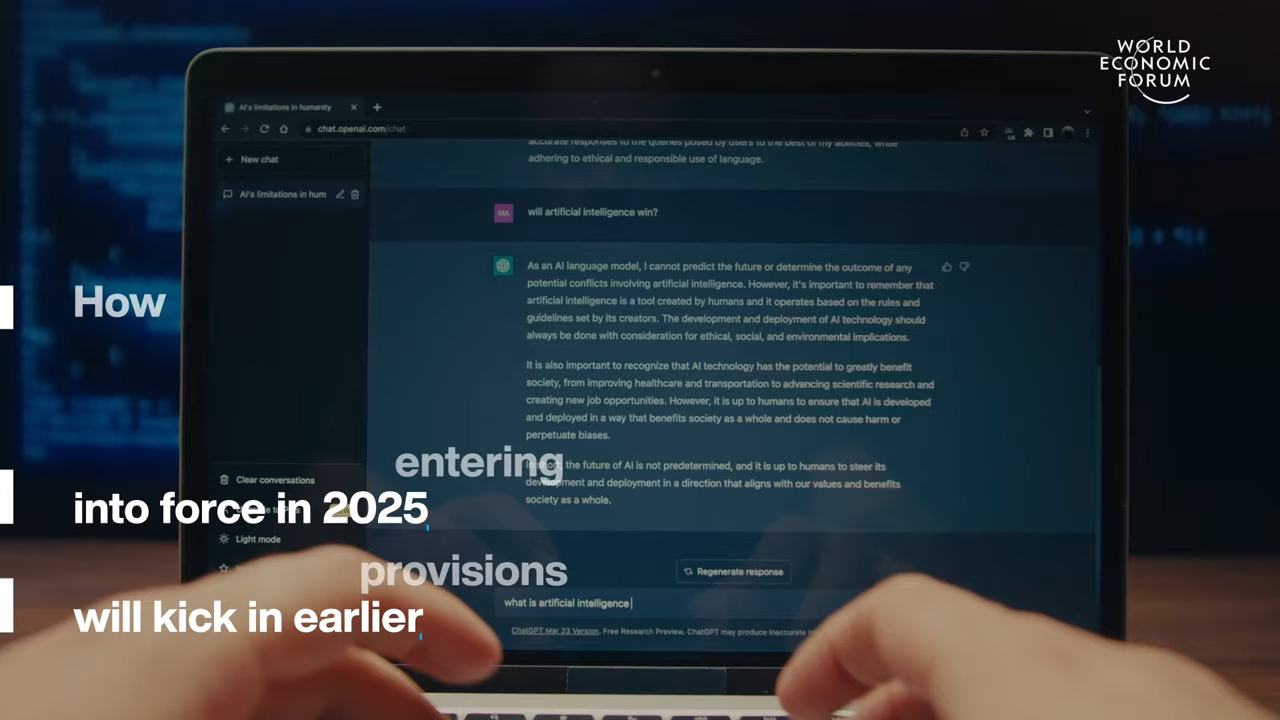 WORLD
ECONOMIC
FORUM
AI's limitations in humanity
chat.openai.com/chat
New chat
AI's limitations in hum
accurate responses to the queries posed by users to the best of my abilities, while
adhering to ethical and responsible use of language.
MA
will artificial intelligence win?
As an AI language model, I cannot predict the future or determine the outcome of any
potential conflicts involving artificial intelligence. However, it's important to remember that
artificial intelligence is a tool created by humans and it operates based on the rules and
guidelines set by its creators. The development and deployment of AI technology should
always be done with consideration for ethical, social, and environmental implications.
It is also important to recognize that AI technology has the potential to greatly benefit
society, from improving healthcare and transportation to advancing scientific research and
creating new job opportunities. However, it is up to humans to ensure that AI is developed
and deployed in a way that benefits society as a whole and does not cause harm or
perpetuate biases.
In short, the future of AI is not predetermined, and it is up to humans to steer its
development and deployment in a direction that aligns with our values and benefits
society as a whole.
How
entering
into force in 2025
provisions
will kick in earlier
Clear conversations
Light mode
Regenerate response
what is artificial intelligence
ChatGPT Mar 23 Version. Free Research Preview. ChatGPT may produce inaccurate